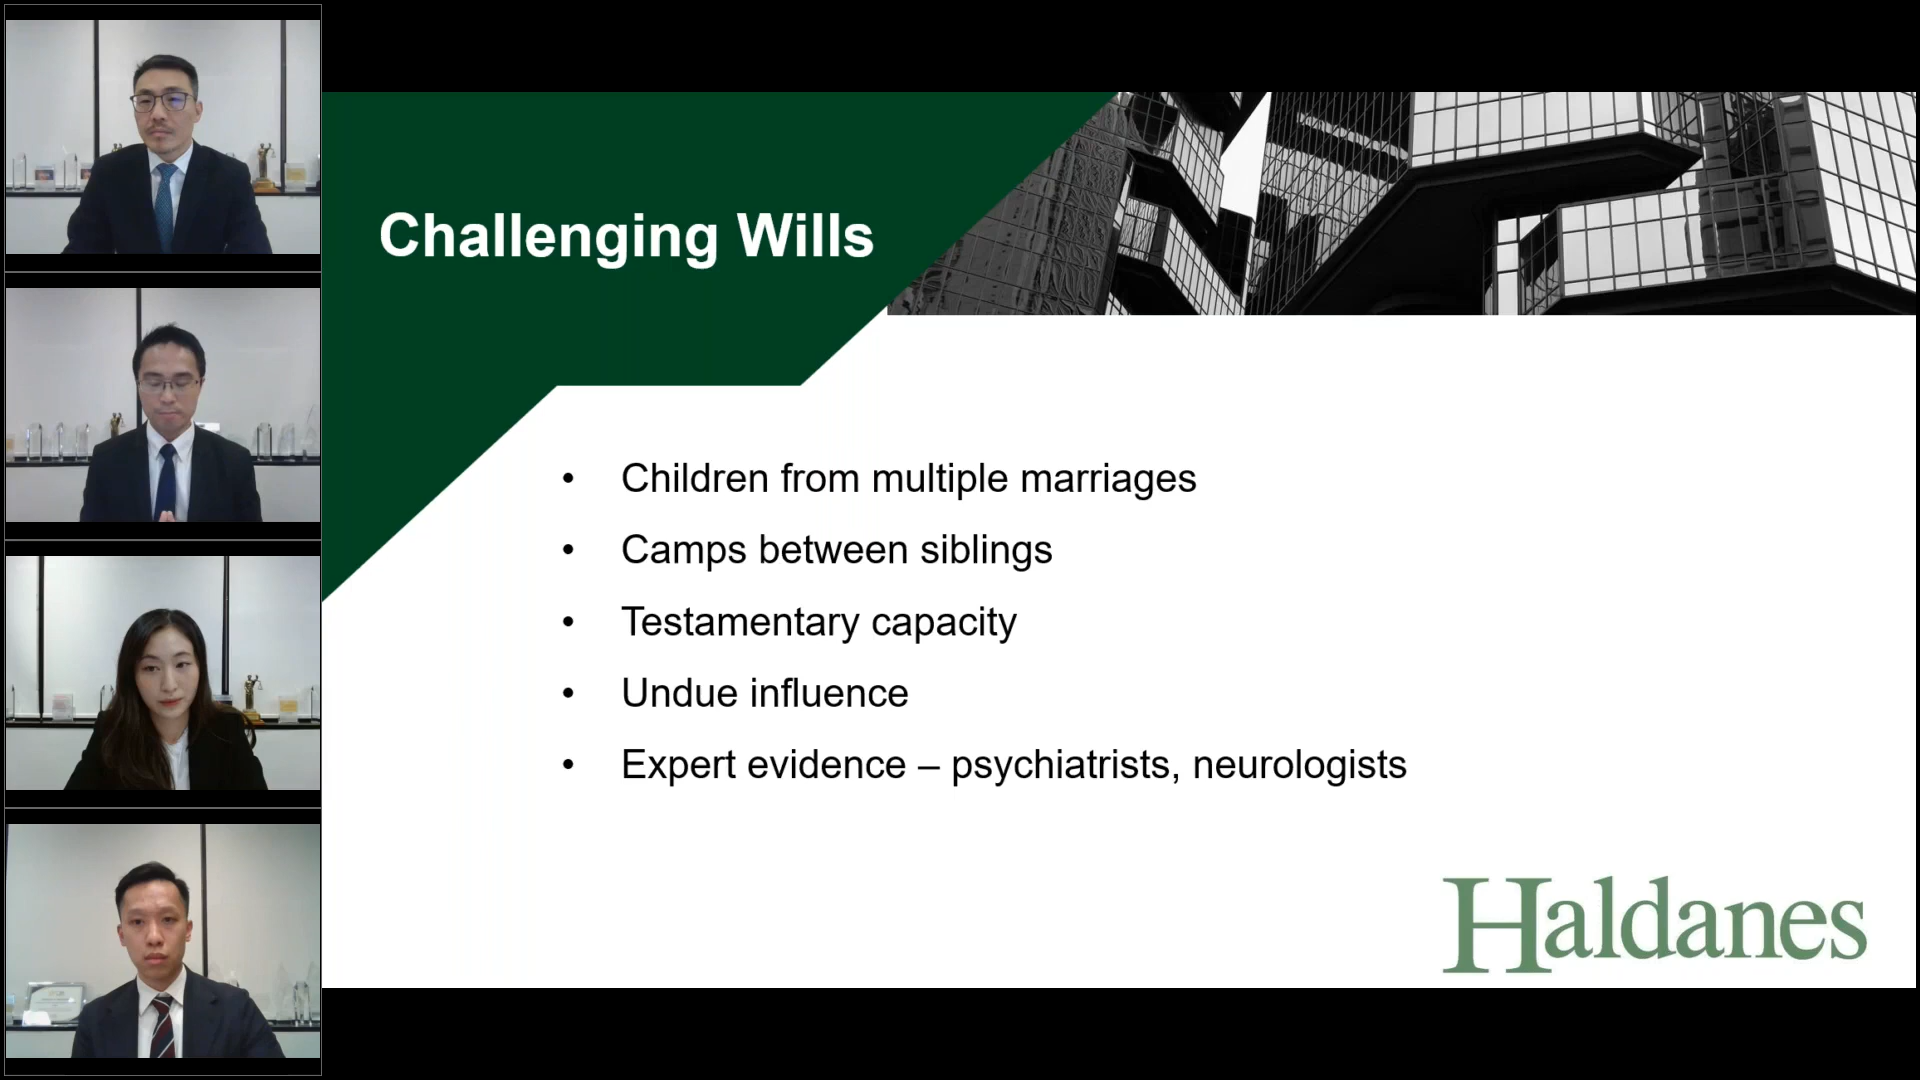 Challenging Wills
• Children from multiple marriages
• Camps between siblings
• Testamentary capacity
• Undue influence
• Expert evidence – psychiatrists, neurologists
Haldanes